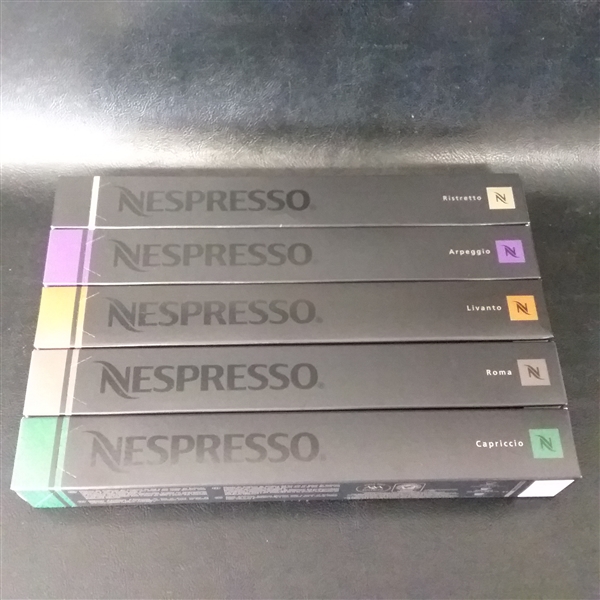 NESPRESSO® Ristretto N
NESPRESSO® Arpeggio N
NESPRESSO® Livanto N
NESPRESSO® Roma N
NESPRESSO® Capriccio N